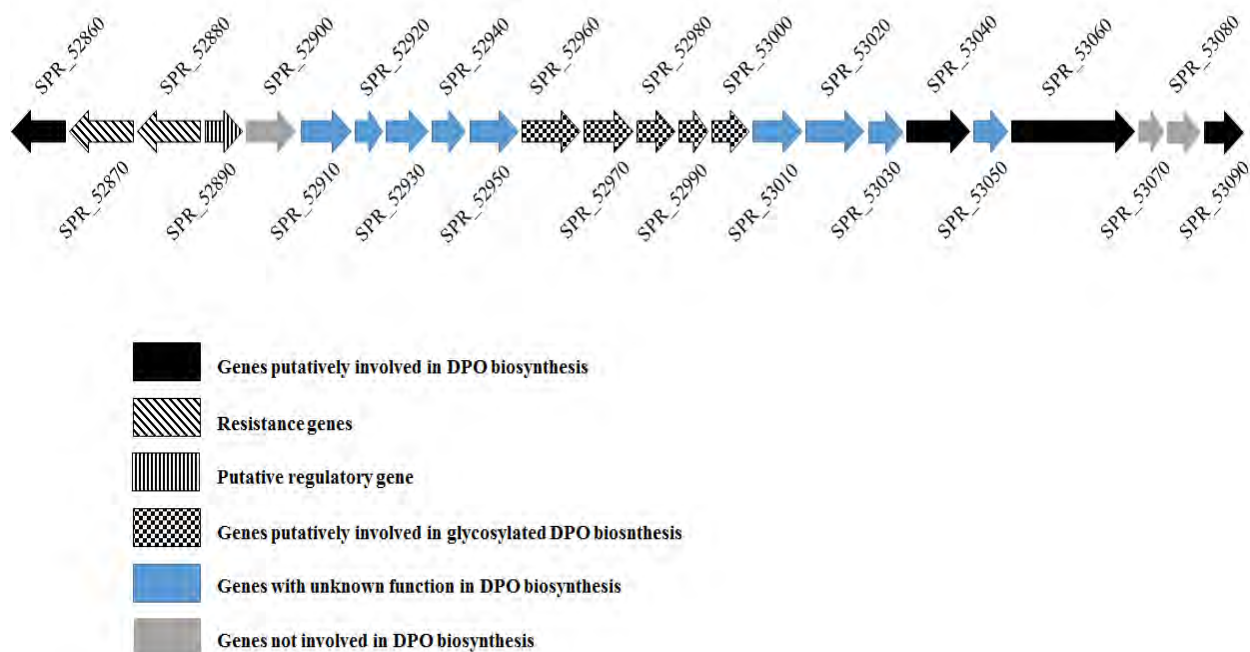 SPR_52860
SPR_52880
SPR_52900
SPR_52920
SPR_52940
SPR_52960
SPR_52980
SPR_53000
SPR_53020
SPR_53040
SPR_53060
SPR_53080
SPR_52870
SPR_52890
SPR_52910
SPR_52930
SPR_52950
SPR_52970
SPR_52990
SPR_53010
SPR_53030
SPR_53050
SPR_53070
SPR_53090
Genes putatively involved in DPO biosynthesis
Resistance genes
Putative regulatory gene
Genes putatively involved in glycosylated DPO biosnthesis
Genes with unknown function in DPO biosynthesis
Genes not involved in DPO biosynthesis